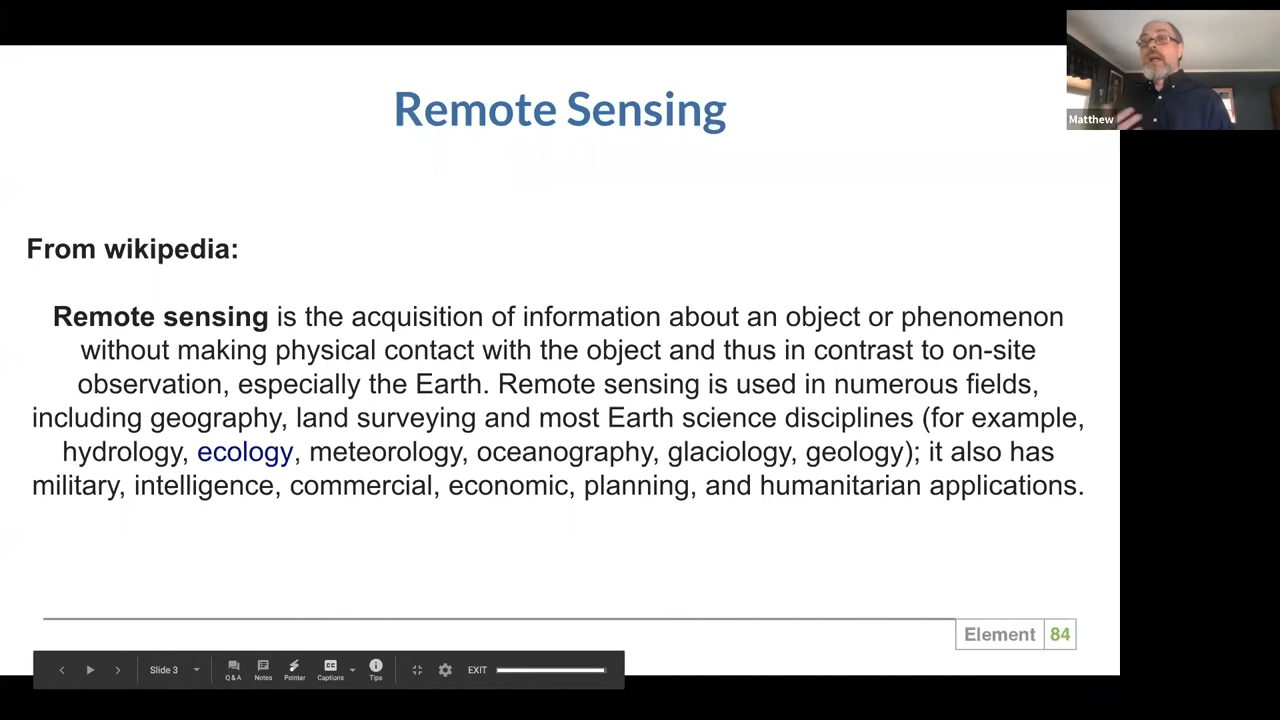 Remote Sensing
Matthew
From wikipedia:
Remote sensing is the acquisition of information about an object or phenomenon
without making physical contact with the object and thus in contrast to on-site
observation, especially the Earth. Remote sensing is used in numerous fields,
including geography, land surveying and most Earth science disciplines (for example,
hydrology, ecology, meteorology, oceanography, glaciology, geology); it also has
military, intelligence, commercial, economic, planning, and humanitarian applications.
Element 84
Slide 3 Q & A Notes Pointer CC Captions Tips EXIT